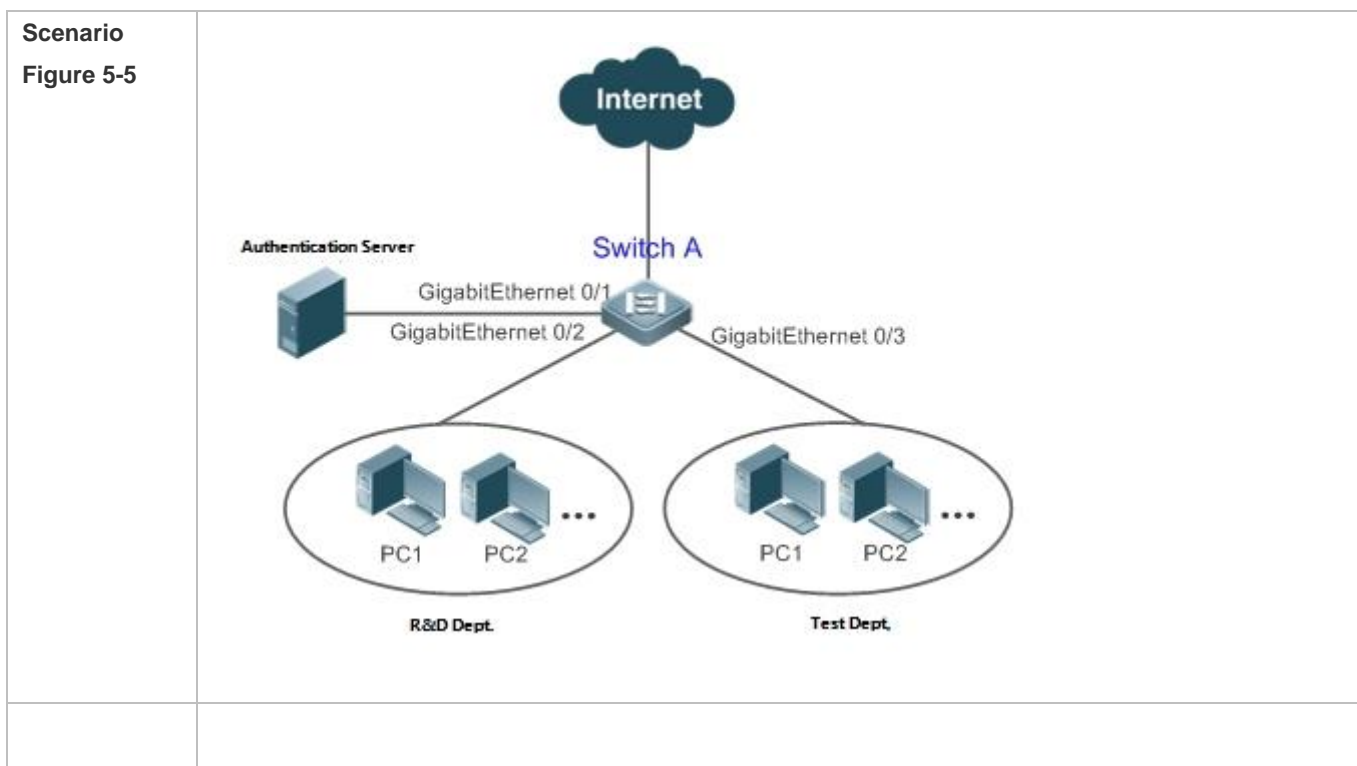 Scenario
Figure 5-5
Internet
Authentication Server
Switch A
GigabitEthernet 0/1
GigabitEthernet 0/2
GigabitEthernet 0/3
PC1
PC2
...
PC1
PC2
...
R&D Dept.
Test Dept,